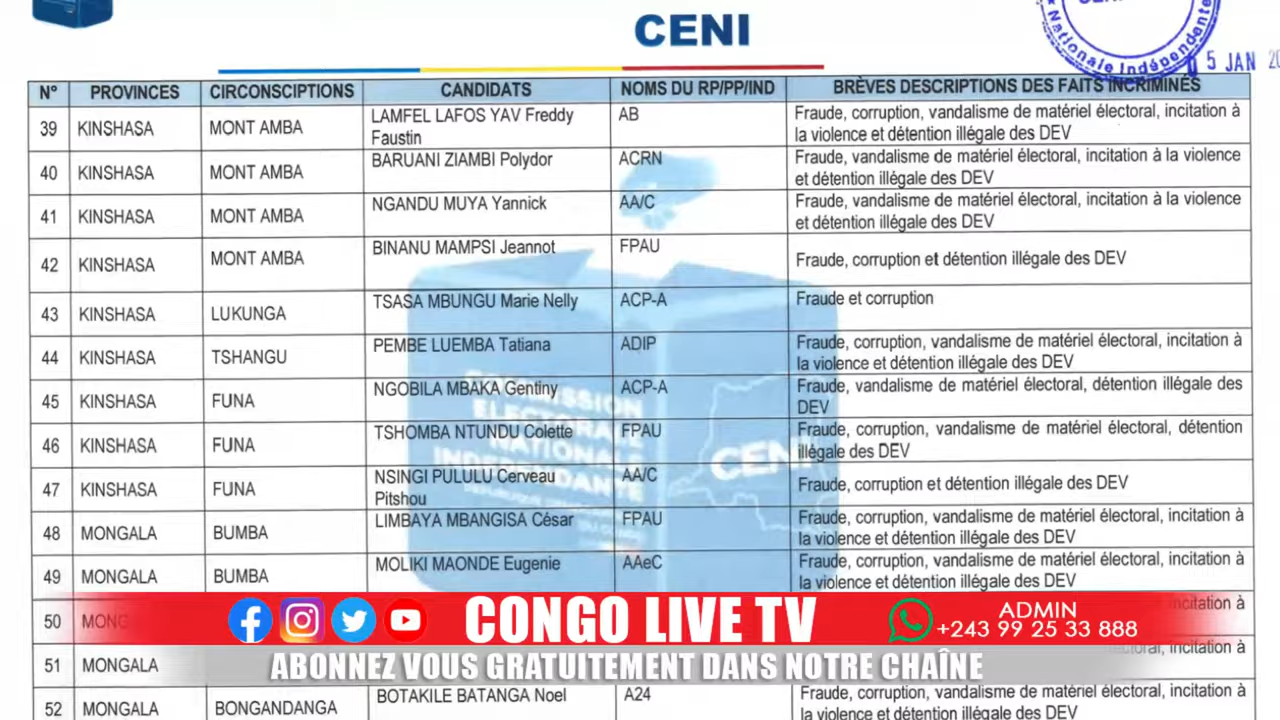 CENI
Nationale Indépendante
5 JAN
N° PROVINCES CIRCONSCIPTIONS CANDIDATS NOMS DU RP/PP/IND BRÈVES DESCRIPTIONS DES FAITS INCRIMINÉS
39 KINSHASA MONT AMBA LAMFEL LAFOS YAV Freddy AB Fraude, corruption, vandalisme de matériel électoral, incitation à
Faustin la violence et détention illégale des DEV
40 KINSHASA MONT AMBA BARUANI ZIAMBI Polydor ACRN Fraude, vandalisme de matériel électoral, incitation à la violence
et détention illégale des DEV
41 KINSHASA MONT AMBA NGANDU MUYA Yannick AA/C Fraude, vandalisme de matériel électoral, incitation à la violence
et détention illégale des DEV
42 KINSHASA MONT AMBA BINANU MAMPSI Jeannot FPAU Fraude, corruption et détention illégale des DEV
43 KINSHASA LUKUNGA TSASA MBUNGU Marie Nelly ACP-A Fraude et corruption
44 KINSHASA TSHANGU PEMBE LUEMBA Tatiana ADIP Fraude, corruption, vandalisme de matériel électoral, incitation à
la violence et détention illégale des DEV
45 KINSHASA FUNA NGOBILA MBAKA Gentiny ACP-A Fraude, vandalisme de matériel électoral, détention illégale des
DEV
46 KINSHASA FUNA TSHOMBA NTUNDU Colette FPAU Fraude, corruption, vandalisme de matériel électoral, détention
illégale des DEV
47 KINSHASA FUNA NSINGI PULULU Cerveau AA/C Fraude, corruption et détention illégale des DEV
Pitshou
48 MONGALA BUMBA LIMBAYA MBANGISA César FPAU Fraude, corruption, vandalisme de matériel électoral, incitation à
la violence et détention illégale des DEV
49 MONGALA BUMBA MOLIKI MAONDE Eugenie AAeC Fraude, corruption, vandalisme de matériel électoral, incitation à
la violence et détention illégale des DEV
50 MONG incitation à
51 MONGALA électoral, incitation à
52 MONGALA BONGANDANGA BOTAKILE BATANGA Noel A24 Fraude, corruption, vandalisme de matériel électoral, incitation à
la violence et détention illégale des DEV
COMMISSION
ELECTORALE
NATIONALE
INDEPENDANTE
CENI
CONGO LIVE TV
ADMIN
+243 99 25 33 888
ABONNEZ VOUS GRATUITEMENT DANS NOTRE CHAÎNE